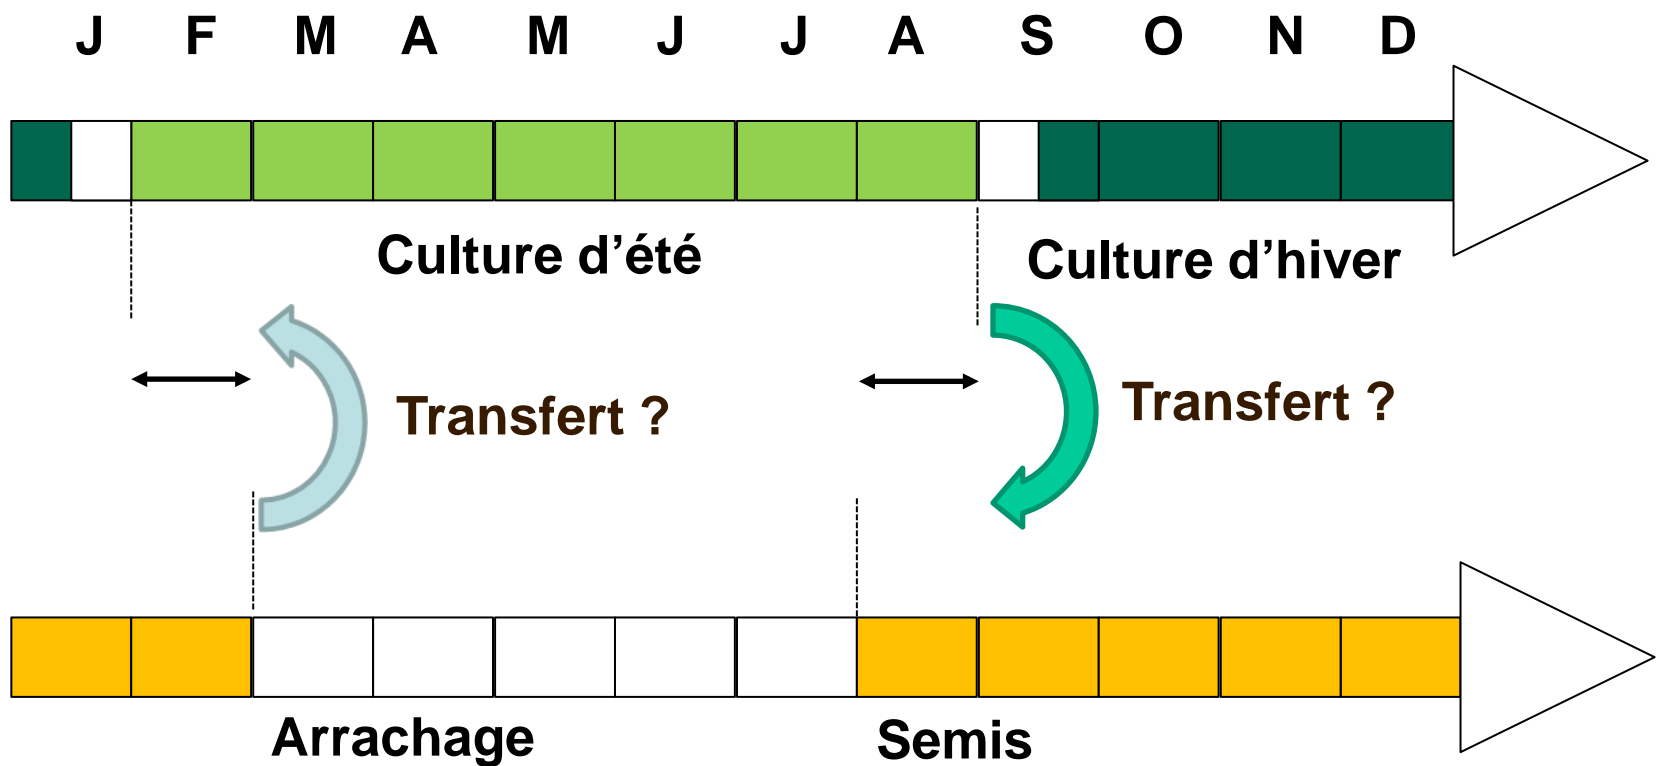 J F M A M J J A S O N D
Culture d’été
Culture d’hiver
Transfert ?
Transfert ?
Arrachage
Semis